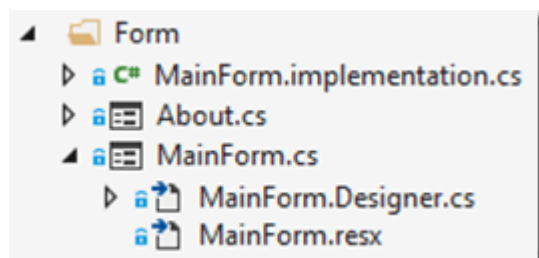 Form
C# MainForm.implementation.cs
About.cs
MainForm.cs
MainForm.Designer.cs
MainForm.resx